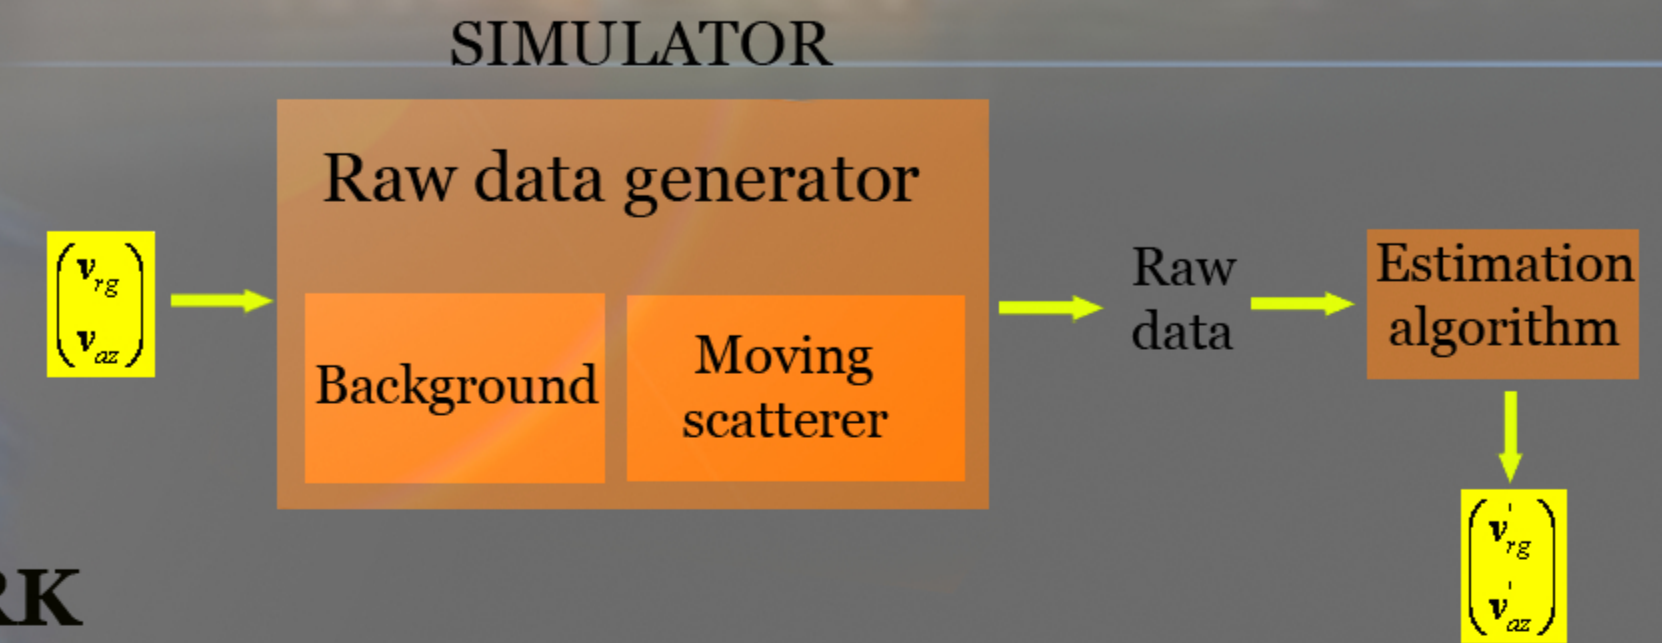 SIMULATOR
Raw data generator
v_rg
v_az
Background
Moving
scatterer
Raw
data
Estimation
algorithm
v'_rg
v'_az
RK